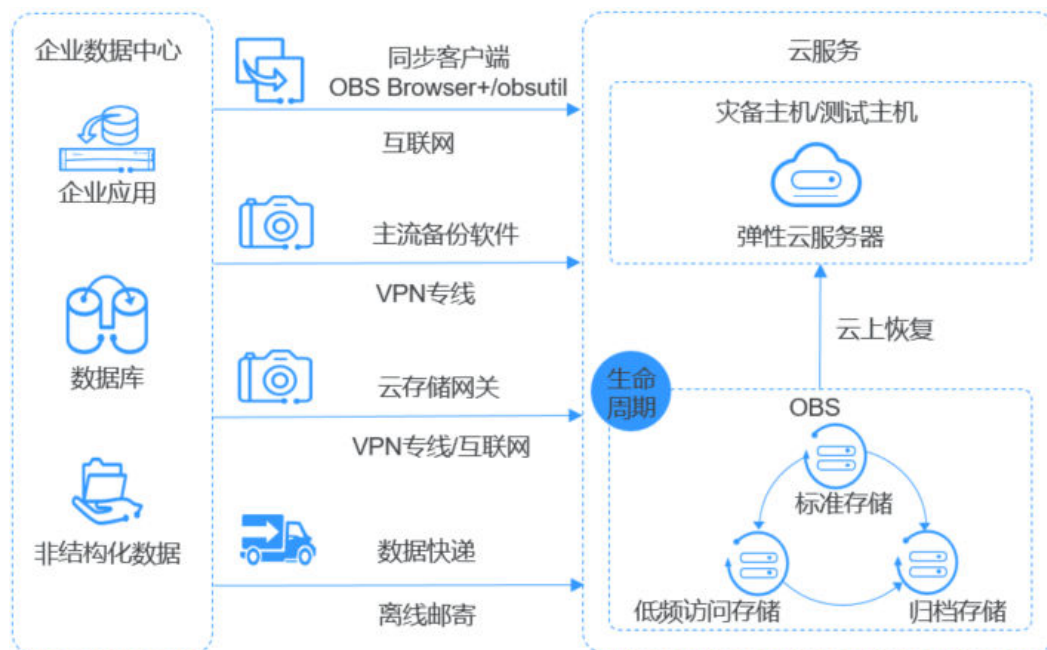 企业数据中心
企业应用
数据库
非结构化数据
同步客户端
OBS Browser+/obsutil
互联网
主流备份软件
VPN专线
云存储网关
VPN专线/互联网
数据快递
离线邮寄
云服务
灾备主机/测试主机
弹性云服务器
云上恢复
生命
周期
OBS
标准存储
低频访问存储
归档存储